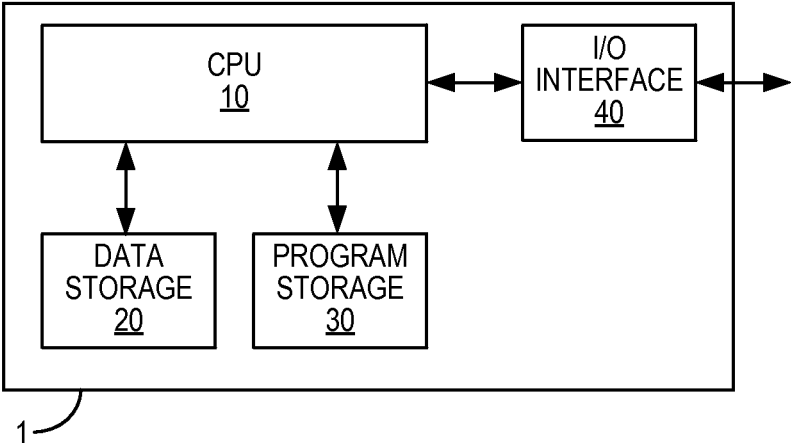 CPU
10
I/O
INTERFACE
40
DATA
STORAGE
20
PROGRAM
STORAGE
30
1